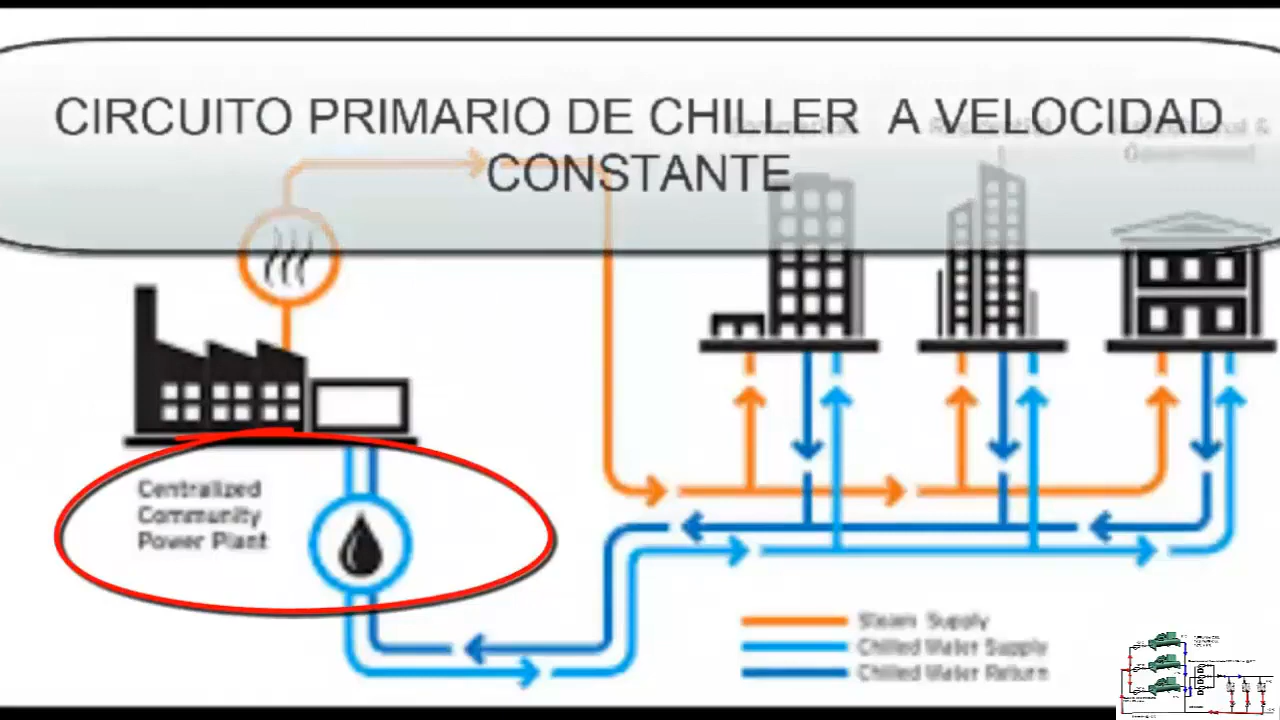 CIRCUITO PRIMARIO DE CHILLER A VELOCIDAD
CONSTANTE
Centralized
Community
Power Plant
Steam Supply
Chilled Water Supply
Chilled Water Return